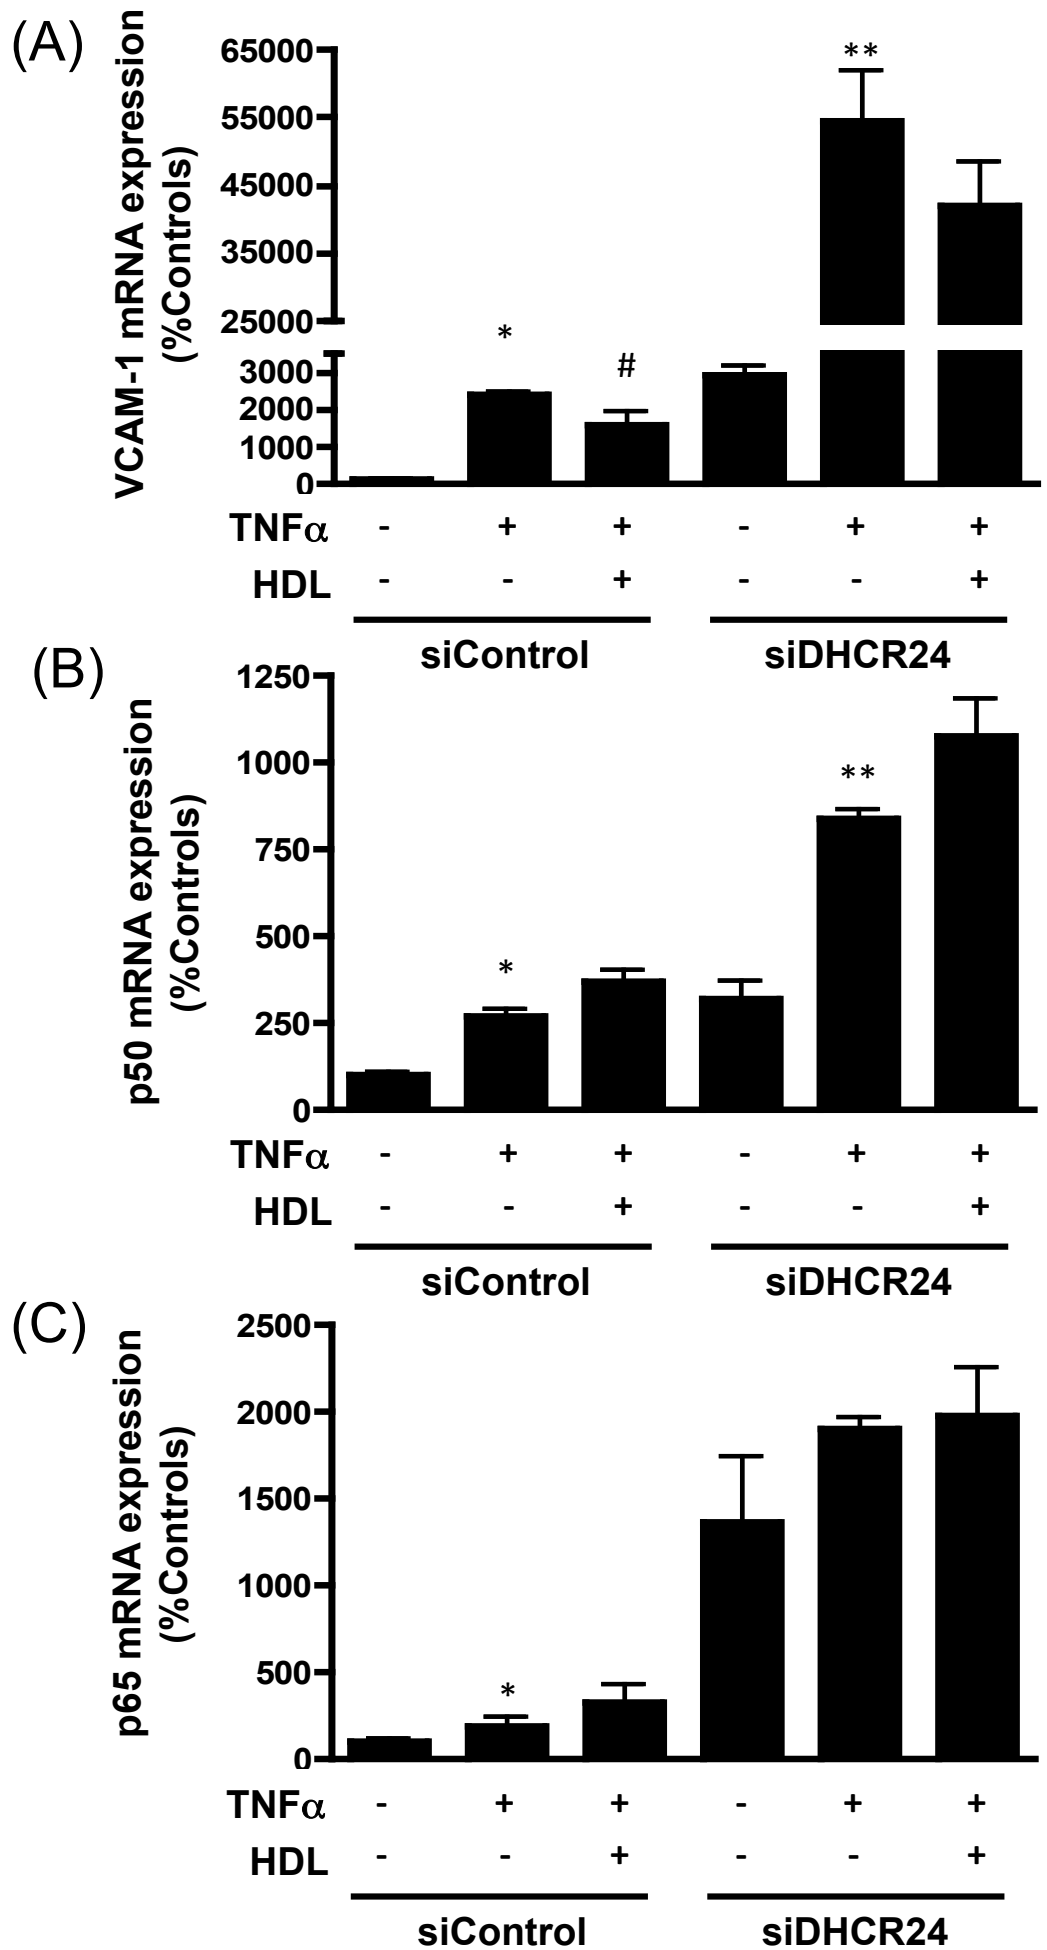 (A)
VCAM-1 mRNA expression
(%Controls)
65000
55000
45000
35000
25000
3000
2000
1000
0
*
#
**
TNFα - + + - + +
HDL - - + - - +
siControl siDHCR24
(B)
p50 mRNA expression
(%Controls)
1250
1000
750
500
250
0
*
**
TNFα - + + - + +
HDL - - + - - +
siControl siDHCR24
(C)
p65 mRNA expression
(%Controls)
2500
2000
1500
1000
500
0
*
TNFα - + + - + +
HDL - - + - - +
siControl siDHCR24